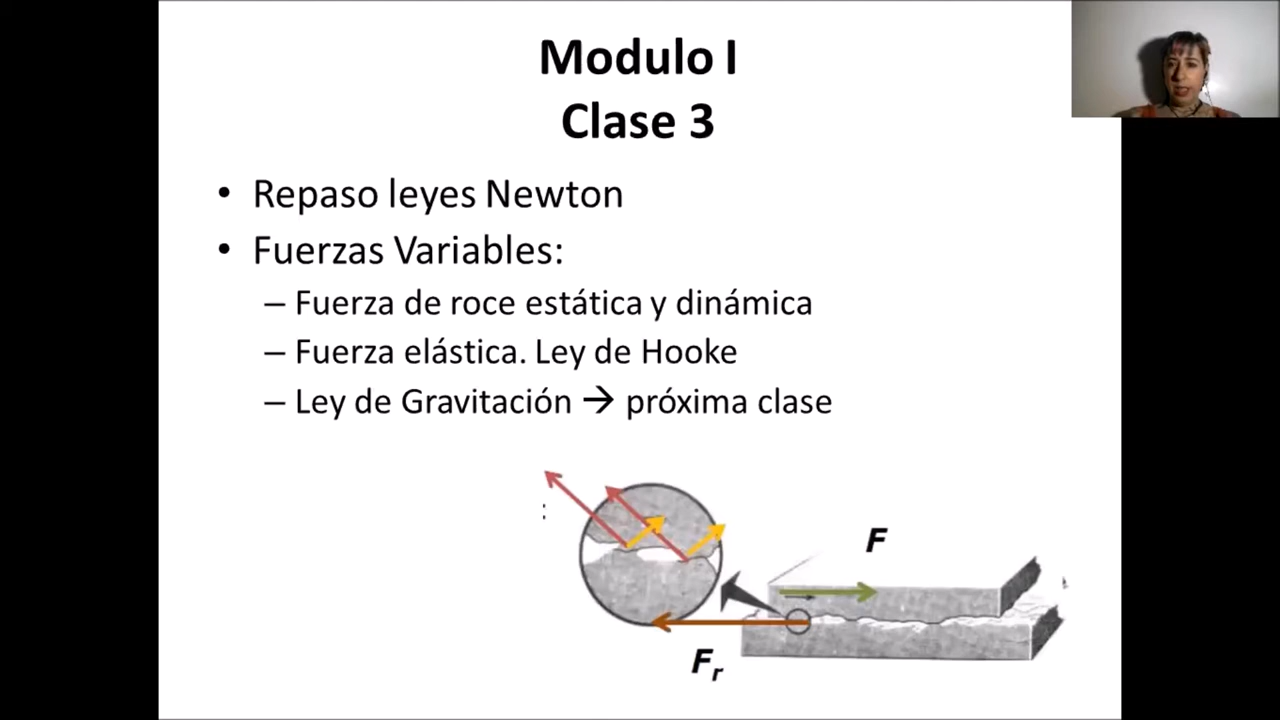 Modulo I
Clase 3
• Repaso leyes Newton
• Fuerzas Variables:
– Fuerza de roce estática y dinámica
– Fuerza elástica. Ley de Hooke
– Ley de Gravitación → próxima clase
:
F
Fr